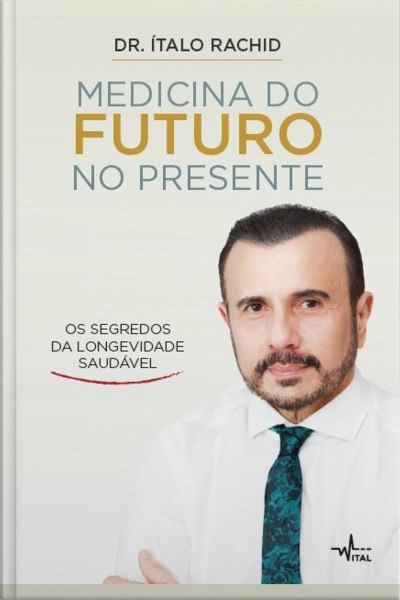 DR. ÍTALO RACHID
MEDICINA DO
FUTURO
NO PRESENTE
OS SEGREDOS
DA LONGEVIDADE
SAUDÁVEL
VITAL